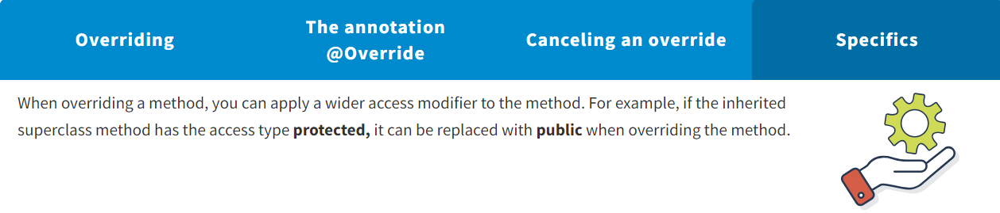 Overriding
The annotation
@Override
Canceling an override
Specifics
When overriding a method, you can apply a wider access modifier to the method. For example, if the inherited
superclass method has the access type protected, it can be replaced with public when overriding the method.